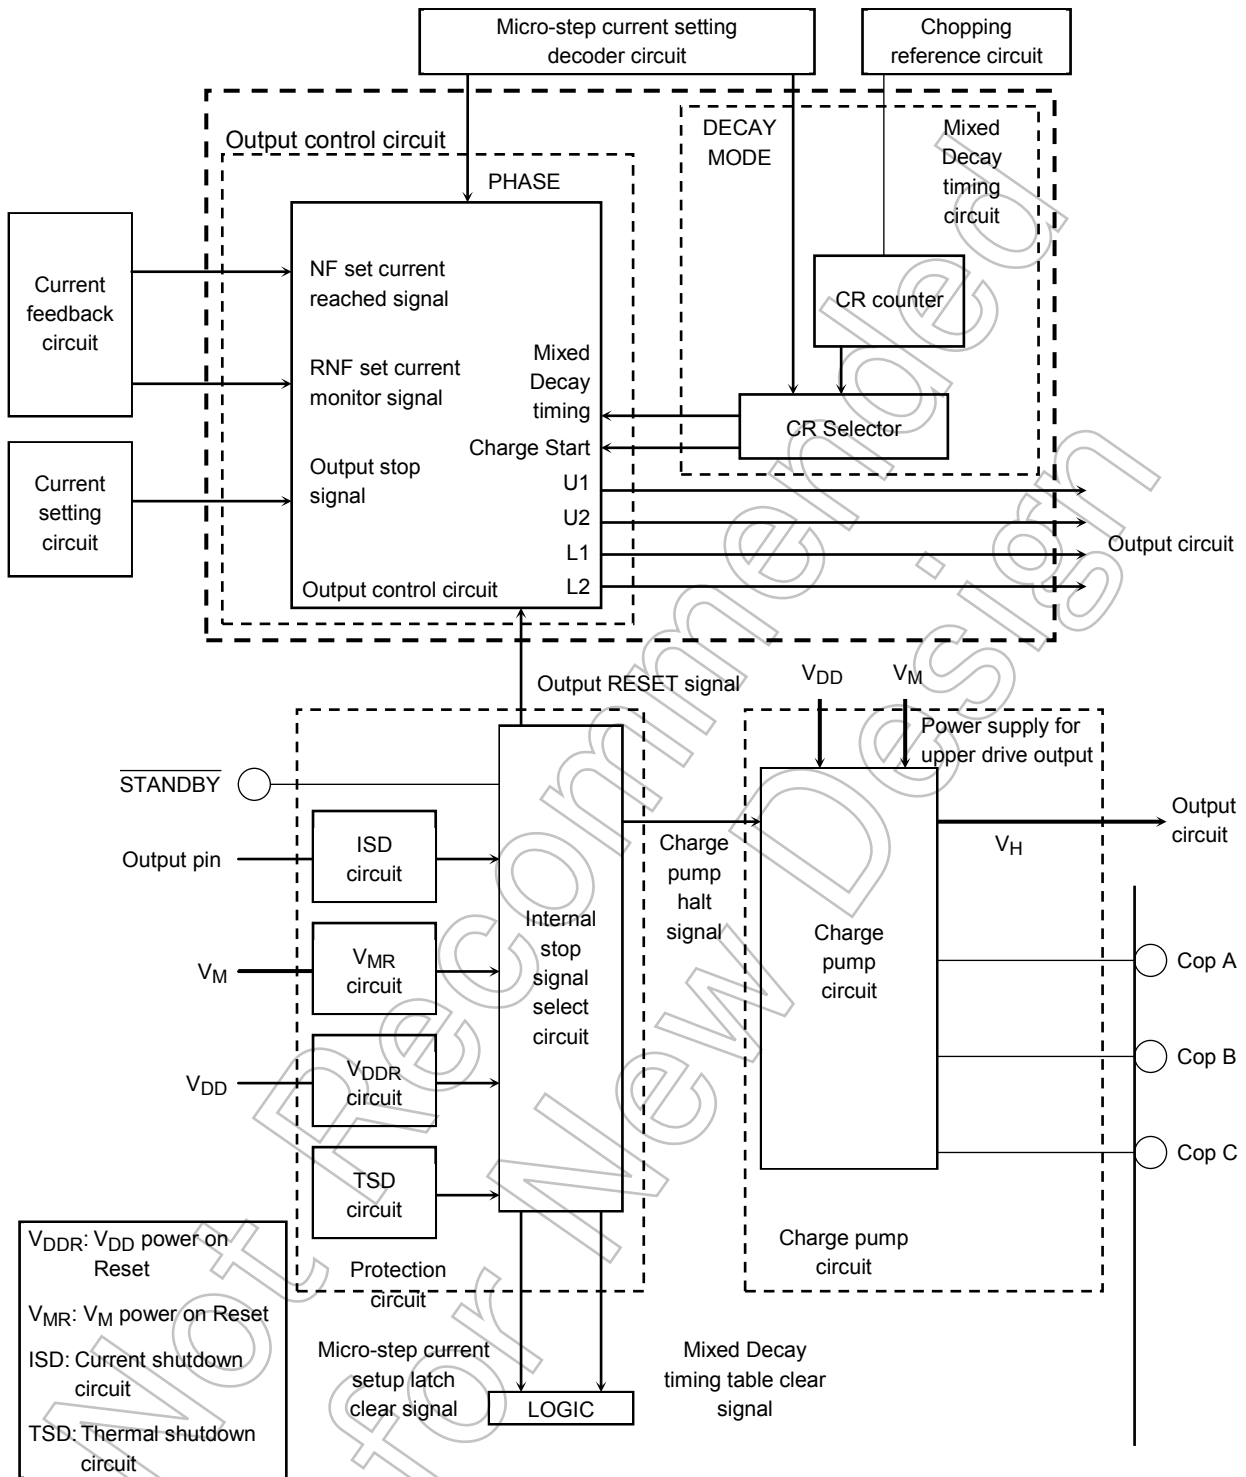 Micro-step current setting
decoder circuit
Chopping
reference circuit
Output control circuit
DECAY
MODE
Mixed
Decay
timing
circuit
PHASE
Current
feedback
circuit
NF set current
reached signal
RNF set current
monitor signal
Mixed
Decay
timing
CR counter
CR Selector
Charge Start
Current
setting
circuit
Output stop
signal
U1
U2
L1
L2
Output circuit
Output control circuit
Output RESET signal
VDD
VM
Power supply for
upper drive output
STANDBY
Output pin
ISD
circuit
VM
VMR
circuit
VDD
VDDR
circuit
TSD
circuit
Internal
stop
signal
select
circuit
Charge
pump
halt
signal
Charge
pump
circuit
VH
Output
circuit
Cop A
Cop B
Cop C
Protection
circuit
Charge pump
circuit
VDDR: VDD power on
Reset
VMR: VM power on Reset
ISD: Current shutdown
circuit
TSD: Thermal shutdown
circuit
Micro-step current
setup latch
clear signal
LOGIC
Mixed Decay
timing table clear
signal
Not Recommended
for New Design